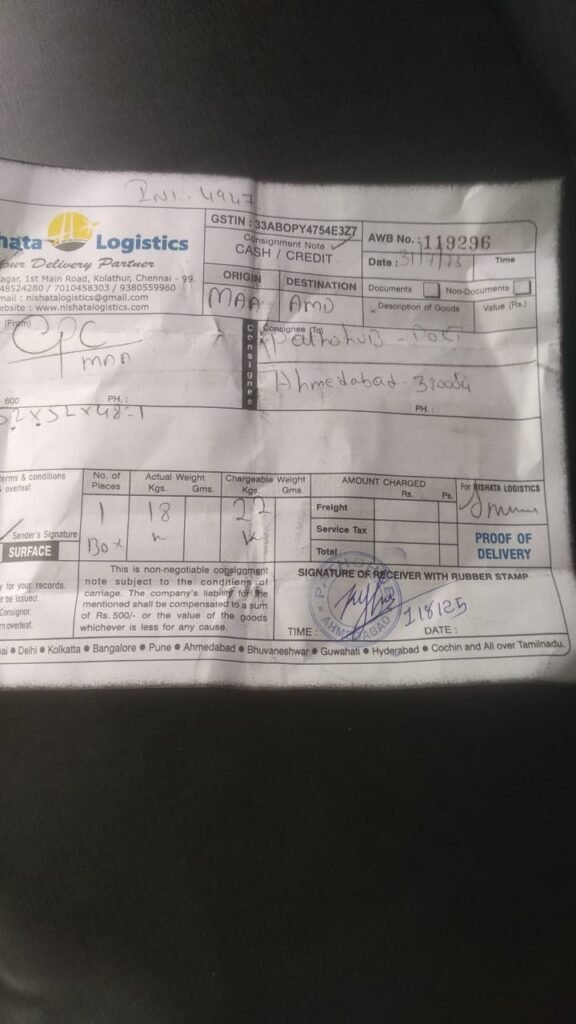 INV: 4947
hata Logistics
our Delivery Partner
agar, 1st Main Road, Kolathur, Chennai - 99.
48524280 / 7010458303 / 9380559960
mail : nishatalogistics@gmail.com
ebsite : www.nishatalogistics.com
GSTIN : 33ABOPY4754E3Z7
Consignment Note
CASH / CREDIT
AWB No. : 119296
Date : 31/7/25 Time
ORIGIN DESTINATION
MAA AMD
Documents Non-Documents
Description of Goods Value (Rs.)
(From)
CPC
MAA
600 PH. :
Consignee
Consignee (To)
Ahmedabad - 380054
PH. :
52x52x48-1
terms & conditions
overleaf
Sender's Signature
SURFACE
No. of Pieces
Actual Weight
Kgs. Gms.
Chargeable Weight
Kgs. Gms.
1 18 22
Box
AMOUNT CHARGED
Rs. Ps.
Freight
Service Tax
Total
For NISHATA LOGISTICS
PROOF OF DELIVERY
y for your records.
t be issued.
Consignor.
m overleaf.
This is non-negotiable consignment
note subject to the conditions of
carriage. The company's liability for the
mentioned shall be compensated to a sum
of Rs. 500/- or the value of the goods
whichever is less for any cause.
SIGNATURE OF RECEIVER WITH RUBBER STAMP
AHMEDABAD
1/8/25
TIME : DATE :
ai • Delhi • Kolkatta • Bangalore • Pune • Ahmedabad • Bhuvaneshwar • Guwahati • Hyderabad • Cochin and All over Tamilnadu.